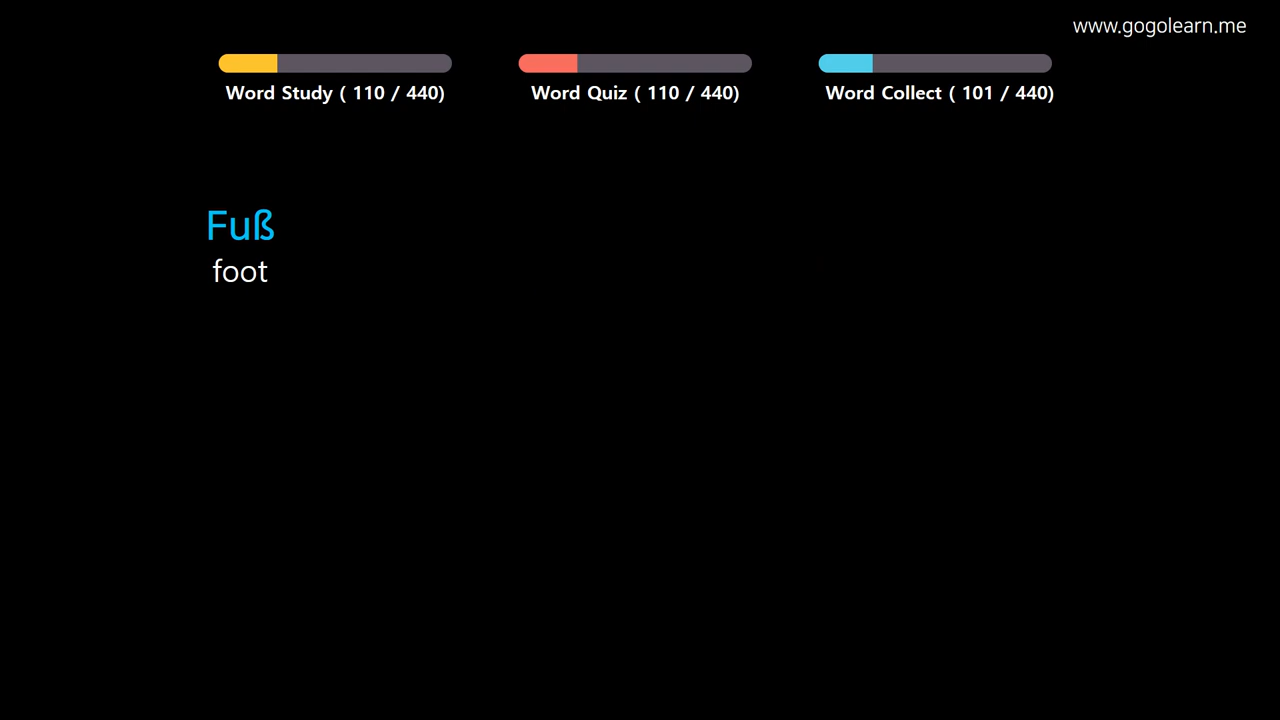 www.gogolearn.me
Word Study ( 110 / 440)
Word Quiz ( 110 / 440)
Word Collect ( 101 / 440)
Fuß
foot